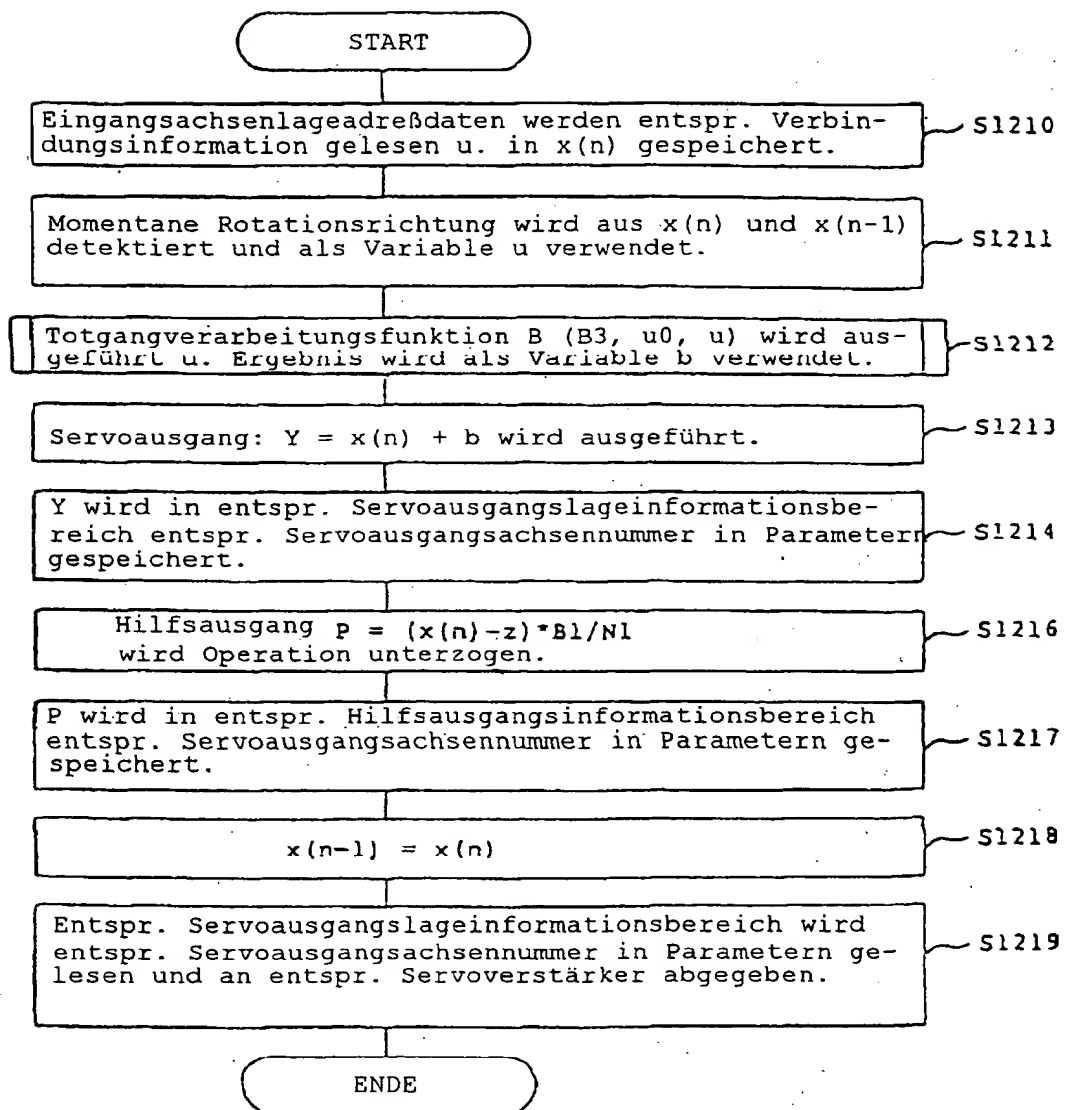 START
Eingangsachsenlageadreßdaten werden entspr. Verbin-
dungsinformation gelesen u. in x(n) gespeichert.
S1210
Momentane Rotationsrichtung wird aus x(n) und x(n-1)
detektiert und als Variable u verwendet.
S1211
Totgangverarbeitungsfunktion B (B3, u0, u) wird aus-
geführt u. Ergebnis wird als Variable b verwendet.
S1212
Servoausgang: Y = x(n) + b wird ausgeführt.
S1213
Y wird in entspr. Servoausgangslageinformationsbe-
reich entspr. Servoausgangsachsennummer in Parametern
gespeichert.
S1214
Hilfsausgang P = (x(n)-z)*B1/N1
wird Operation unterzogen.
S1216
P wird in entspr. Hilfsausgangsinformationsbereich
entspr. Servoausgangsachsennummer in Parametern ge-
speichert.
S1217
x(n-1) = x(n)
S1218
Entspr. Servoausgangslageinformationsbereich wird
entspr. Servoausgangsachsennummer in Parametern ge-
lesen und an entspr. Servoverstärker abgegeben.
S1219
ENDE